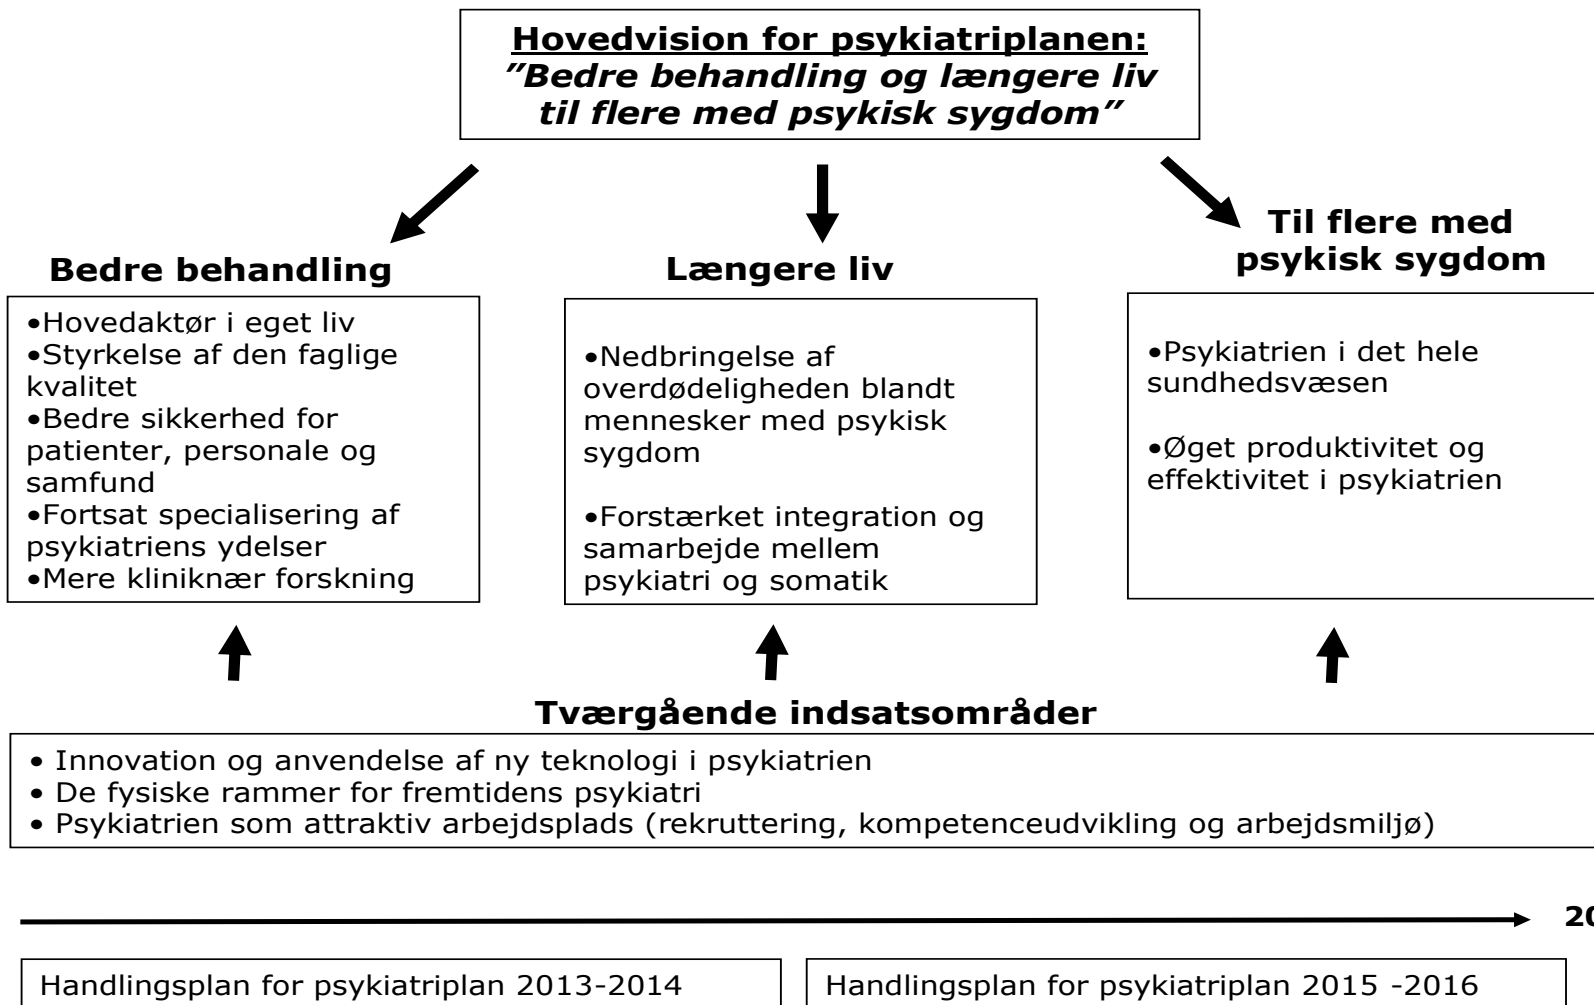 Hovedvision for psykiatriplanen:
”Bedre behandling og længere liv
til flere med psykisk sygdom”
Bedre behandling
•Hovedaktør i eget liv
•Styrkelse af den faglige
kvalitet
•Bedre sikkerhed for
patienter, personale og
samfund
•Fortsat specialisering af
psykiatriens ydelser
•Mere kliniknær forskning
Længere liv
•Nedbringelse af
overdødeligheden blandt
mennesker med psykisk
sygdom
•Forstærket integration og
samarbejde mellem
psykiatri og somatik
Til flere med
psykisk sygdom
•Psykiatrien i det hele
sundhedsvæsen
•Øget produktivitet og
effektivitet i psykiatrien
Tværgående indsatsområder
• Innovation og anvendelse af ny teknologi i psykiatrien
• De fysiske rammer for fremtidens psykiatri
• Psykiatrien som attraktiv arbejdsplads (rekruttering, kompetenceudvikling og arbejdsmiljø)
Handlingsplan for psykiatriplan 2013-2014
Handlingsplan for psykiatriplan 2015 -2016